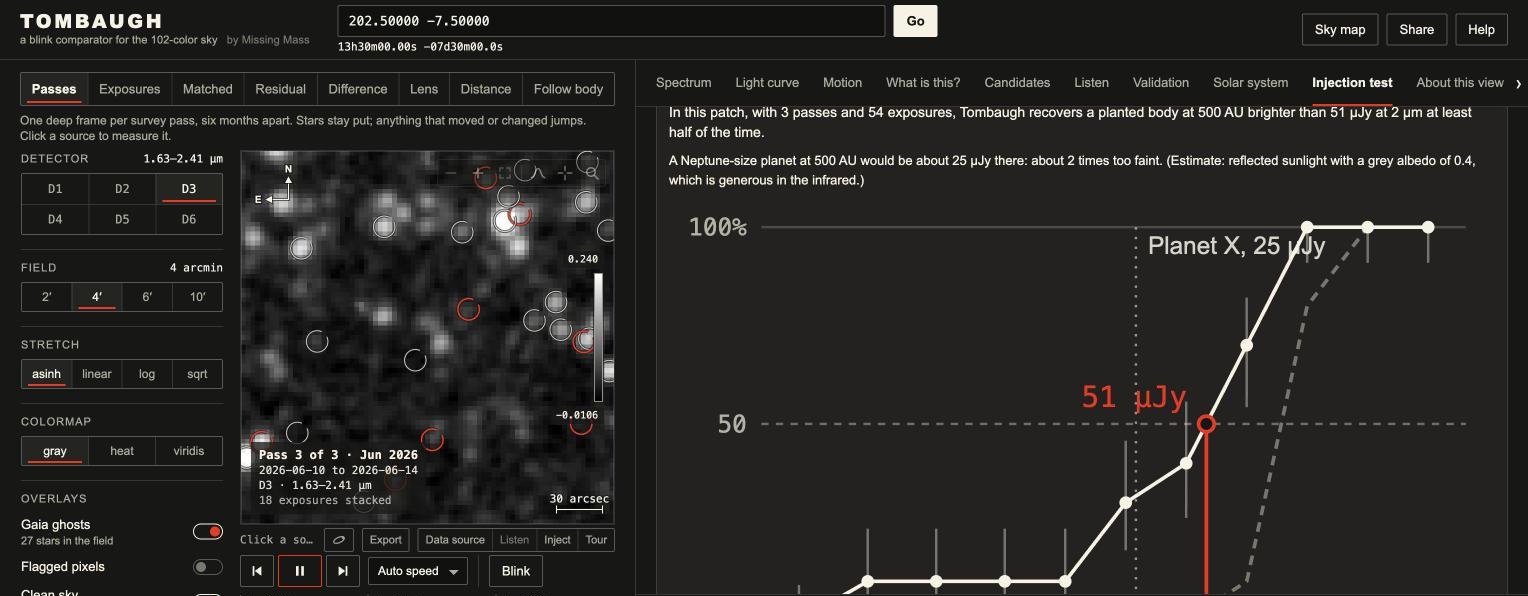 TOMBAUGH
a blink comparator for the 102-color sky by Missing Mass
202.50000 −7.50000
Go
13h30m00.00s −07d30m00.0s
Sky map
Share
Help
Passes
Exposures
Matched
Residual
Difference
Lens
Distance
Follow body
One deep frame per survey pass, six months apart. Stars stay put; anything that moved or changed jumps.
Click a source to measure it.
DETECTOR 1.63–2.41 μm
D1 D2 D3
D4 D5 D6
FIELD 4 arcmin
2′ 4′ 6′ 10′
STRETCH
asinh linear log sqrt
COLORMAP
gray heat viridis
OVERLAYS
Gaia ghosts
27 stars in the field
Flagged pixels
Clean sky
N
E
0.240
−0.0106
Pass 3 of 3 · Jun 2026
2026-06-10 to 2026-06-14
D3 · 1.63–2.41 μm
18 exposures stacked
30 arcsec
Click a so…
Export
Data source
Listen
Inject
Tour
Auto speed
Blink
Spectrum
Light curve
Motion
What is this?
Candidates
Listen
Validation
Solar system
Injection test
About this view
›
In this patch, with 3 passes and 54 exposures, Tombaugh recovers a planted body at 500 AU brighter than 51 μJy at 2 μm at least
half of the time.
A Neptune-size planet at 500 AU would be about 25 μJy there: about 2 times too faint. (Estimate: reflected sunlight with a grey albedo of 0.4,
which is generous in the infrared.)
100%
Planet X, 25 μJy
51 μJy
50